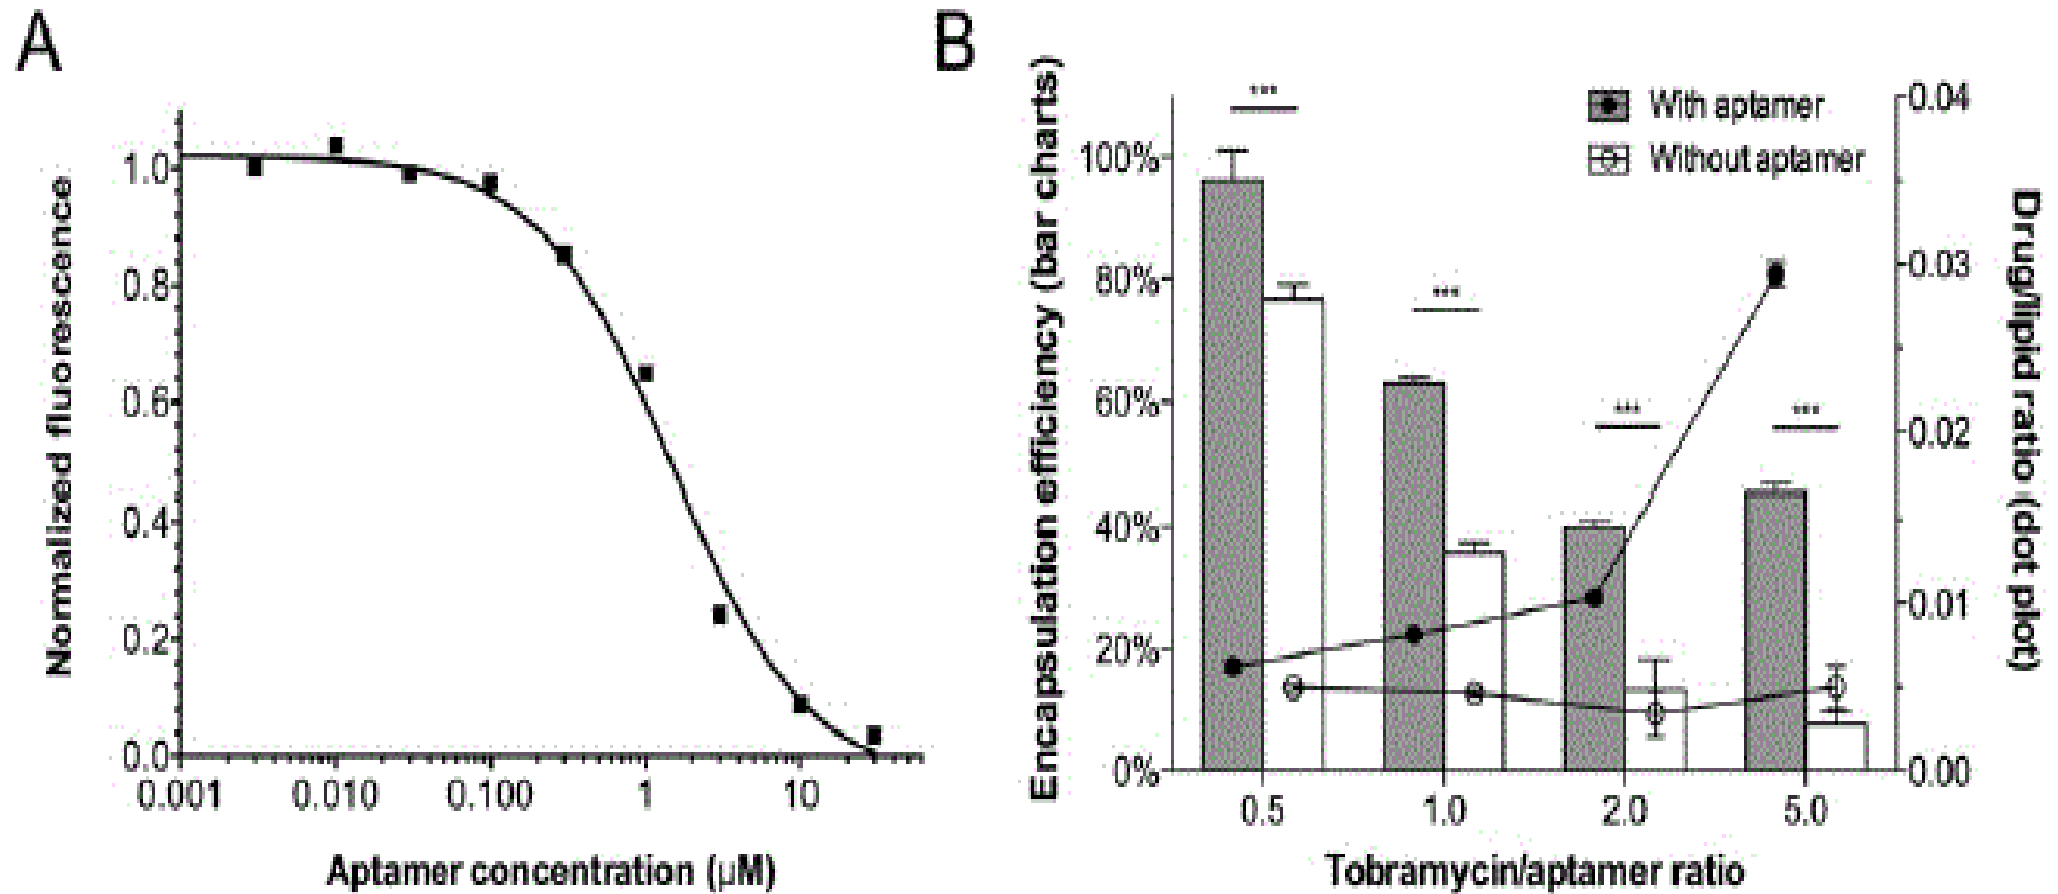 A
B
Normalized fluorescence
1.0
0.8
0.6
0.4
0.2
0.0
0.001 0.010 0.100 1 10
Aptamer concentration (µM)
Encapsulation efficiency (bar charts)
100%
80%
60%
40%
20%
0%
***
***
***
***
With aptamer
Without aptamer
0.04
0.03
0.02
0.01
0.00
Drug/lipid ratio (dot plot)
0.5 1.0 2.0 5.0
Tobramycin/aptamer ratio